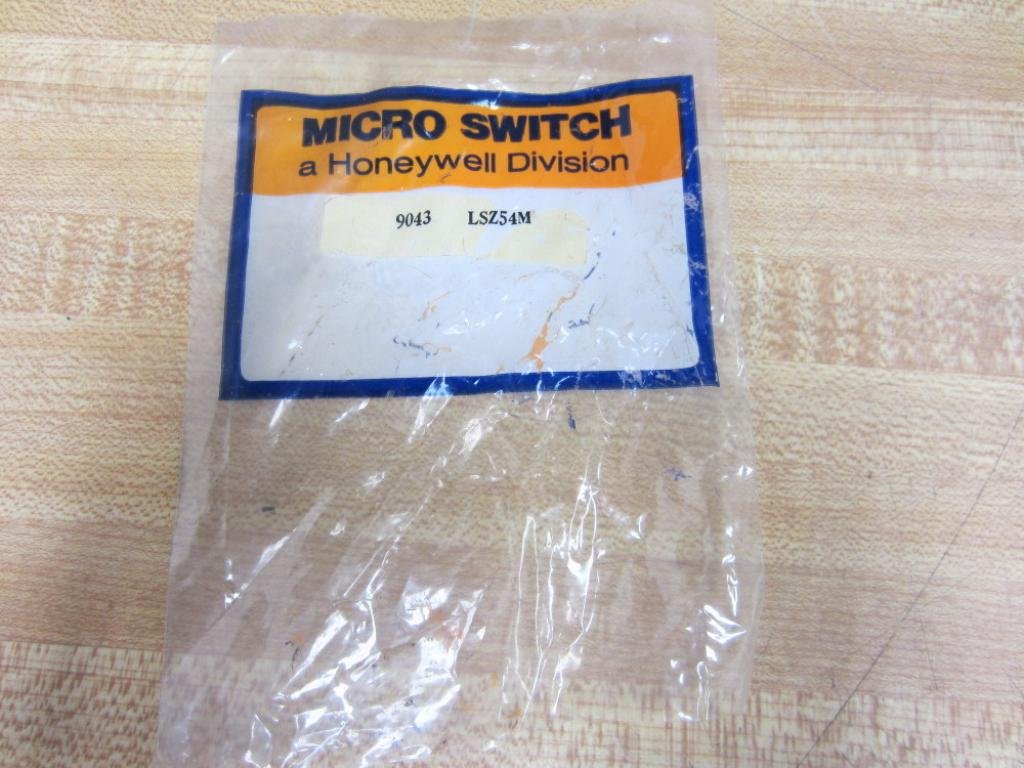 MICRO SWITCH
a Honeywell Division
9043 LSZ54M